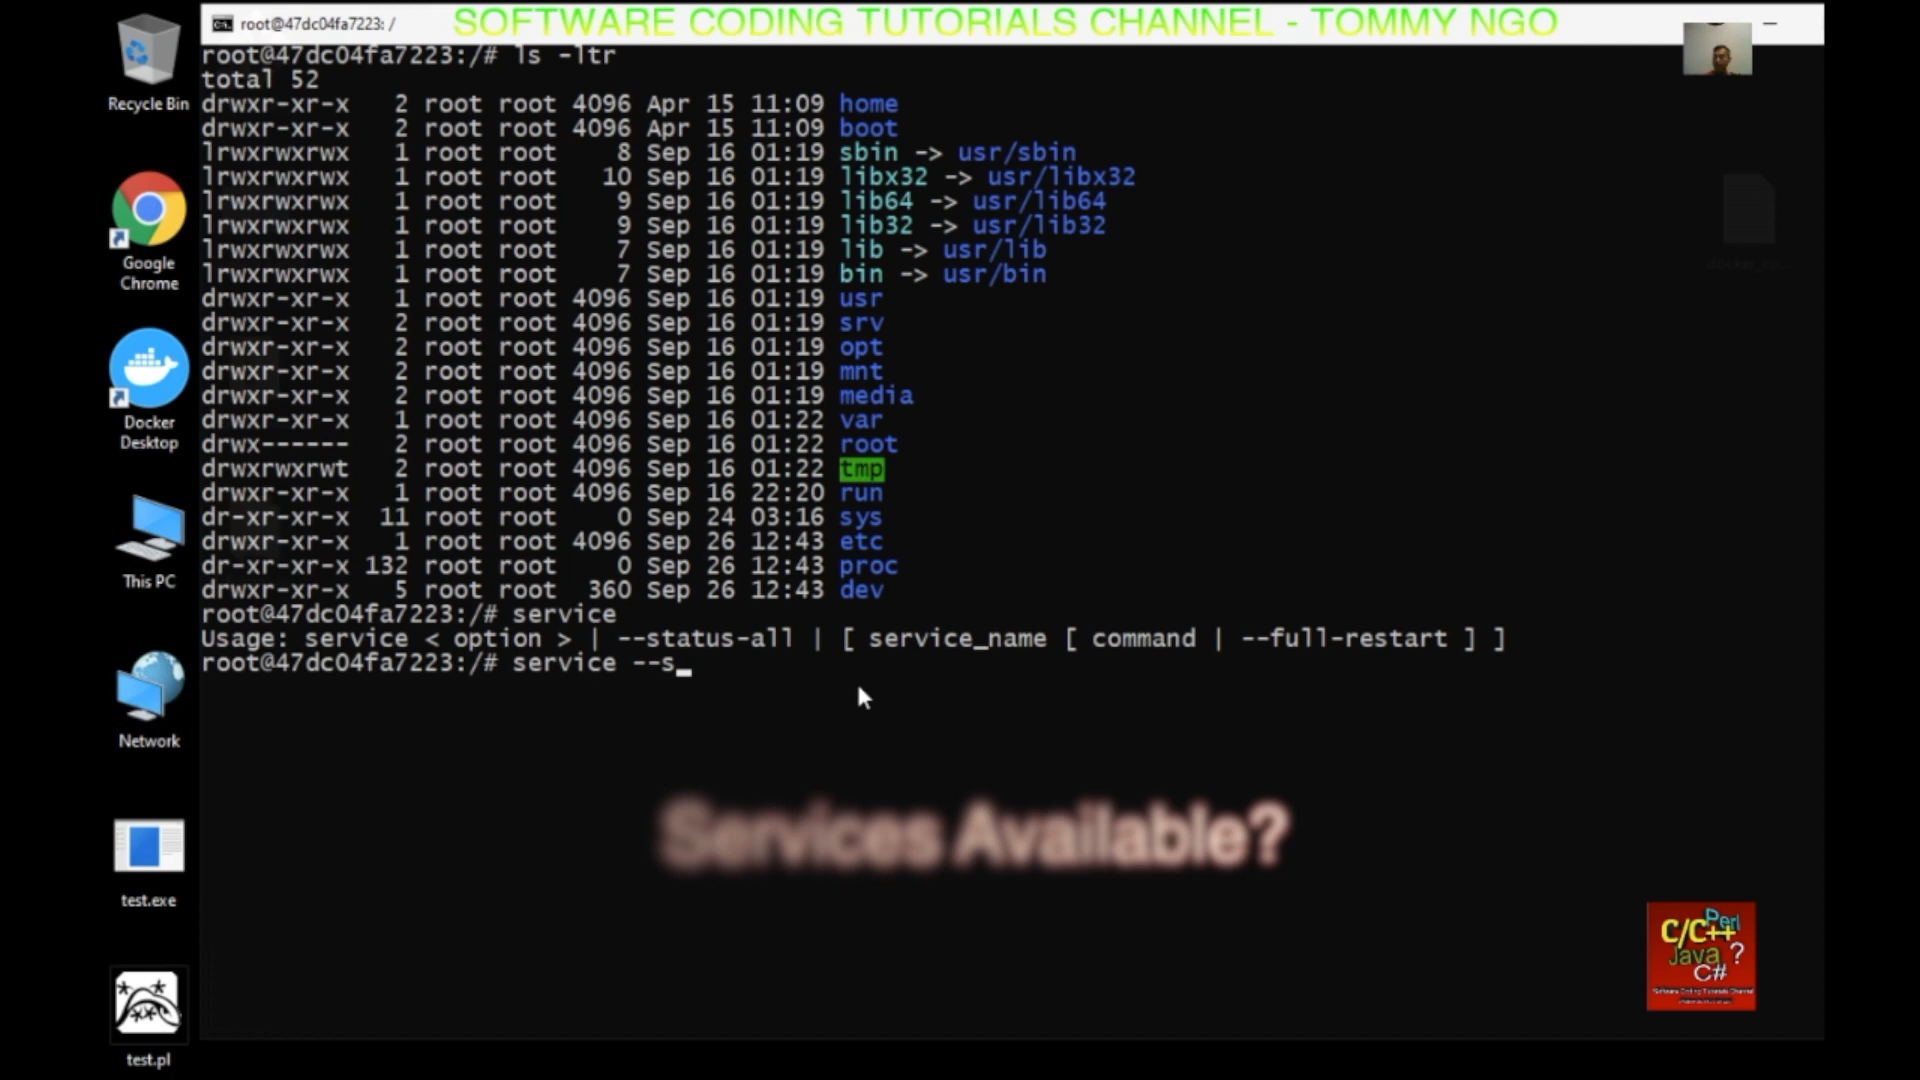 root@47dc04fa7223: /
SOFTWARE CODING TUTORIALS CHANNEL - TOMMY NGO
root@47dc04fa7223:/# ls -ltr
total 52
drwxr-xr-x   2 root root 4096 Apr 15 11:09 home
drwxr-xr-x   2 root root 4096 Apr 15 11:09 boot
lrwxrwxrwx   1 root root    8 Sep 16 01:19 sbin -> usr/sbin
lrwxrwxrwx   1 root root   10 Sep 16 01:19 libx32 -> usr/libx32
lrwxrwxrwx   1 root root    9 Sep 16 01:19 lib64 -> usr/lib64
lrwxrwxrwx   1 root root    9 Sep 16 01:19 lib32 -> usr/lib32
lrwxrwxrwx   1 root root    7 Sep 16 01:19 lib -> usr/lib
lrwxrwxrwx   1 root root    7 Sep 16 01:19 bin -> usr/bin
drwxr-xr-x   1 root root 4096 Sep 16 01:19 usr
drwxr-xr-x   2 root root 4096 Sep 16 01:19 srv
drwxr-xr-x   2 root root 4096 Sep 16 01:19 opt
drwxr-xr-x   2 root root 4096 Sep 16 01:19 mnt
drwxr-xr-x   2 root root 4096 Sep 16 01:19 media
drwxr-xr-x   1 root root 4096 Sep 16 01:22 var
drwx------   2 root root 4096 Sep 16 01:22 root
drwxrwxrwt   2 root root 4096 Sep 16 01:22 tmp
drwxr-xr-x   1 root root 4096 Sep 16 22:20 run
dr-xr-xr-x  11 root root    0 Sep 24 03:16 sys
drwxr-xr-x   1 root root 4096 Sep 26 12:43 etc
dr-xr-xr-x 132 root root    0 Sep 26 12:43 proc
drwxr-xr-x   5 root root  360 Sep 26 12:43 dev
root@47dc04fa7223:/# service
Usage: service < option > | --status-all | [ service_name [ command | --full-restart ] ]
root@47dc04fa7223:/# service --s_
Recycle Bin
Google
Chrome
Docker
Desktop
This PC
Network
test.exe
test.pl
Services Available?
Perl
C/C++
Java ?
C#
Software Coding Tutorials Channel